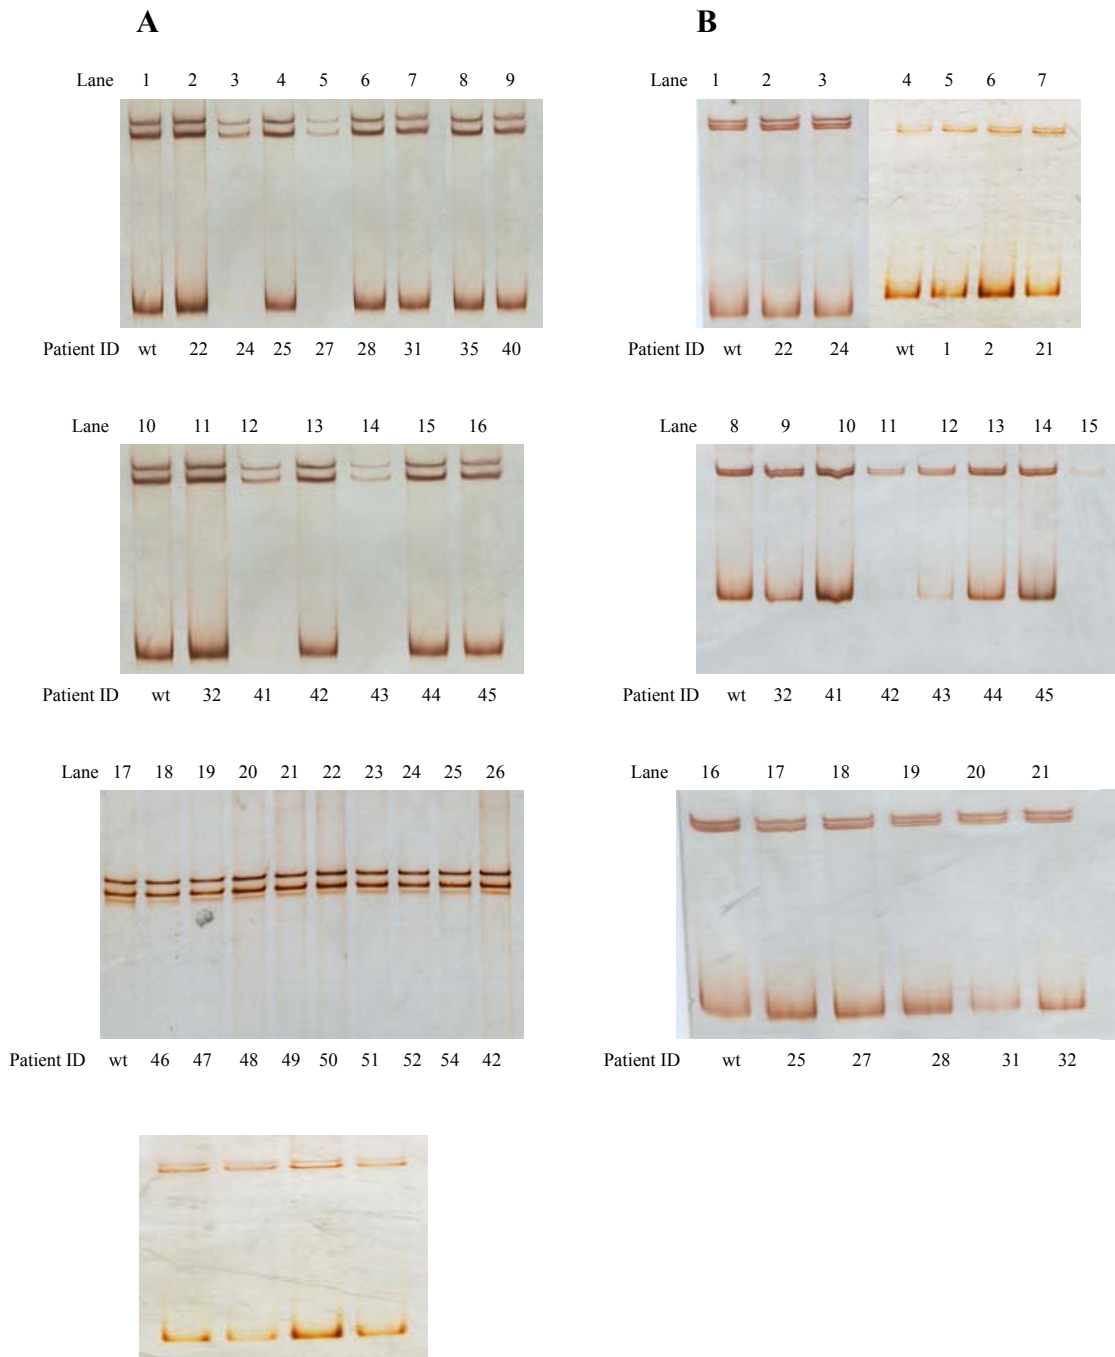 A
Lane 1 2 3 4 5 6 7 8 9
Patient ID wt 22 24 25 27 28 31 35 40
Lane 10 11 12 13 14 15 16
Patient ID wt 32 41 42 43 44 45
Lane 17 18 19 20 21 22 23 24 25 26
Patient ID wt 46 47 48 49 50 51 52 54 42
B
Lane 1 2 3 4 5 6 7
Patient ID wt 22 24 wt 1 2 21
Lane 8 9 10 11 12 13 14 15
Patient ID wt 32 41 42 43 44 45
Lane 16 17 18 19 20 21
Patient ID wt 25 27 28 31 32